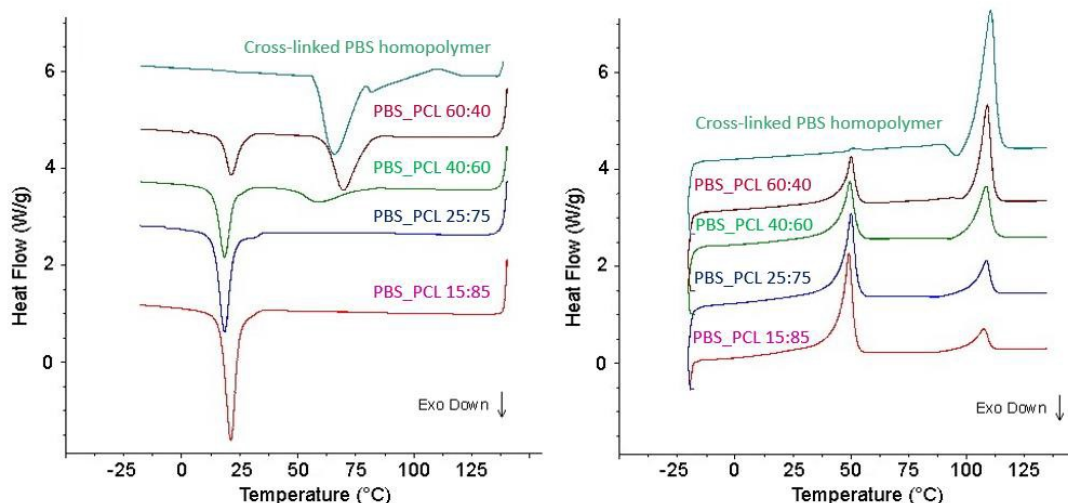 Cross-linked PBS homopolymer
6
PBS_PCL 60:40
4
PBS_PCL 40:60
PBS_PCL 25:75
2
PBS_PCL 15:85
0
Exo Down
-25 0 25 50 75 100 125
Temperature (°C)
Heat Flow (W/g)
6
Cross-linked PBS homopolymer
4
PBS_PCL 60:40
PBS_PCL 40:60
2
PBS_PCL 25:75
PBS_PCL 15:85
0
Exo Down
-25 0 25 50 75 100 125
Temperature (°C)
Heat Flow (W/g)